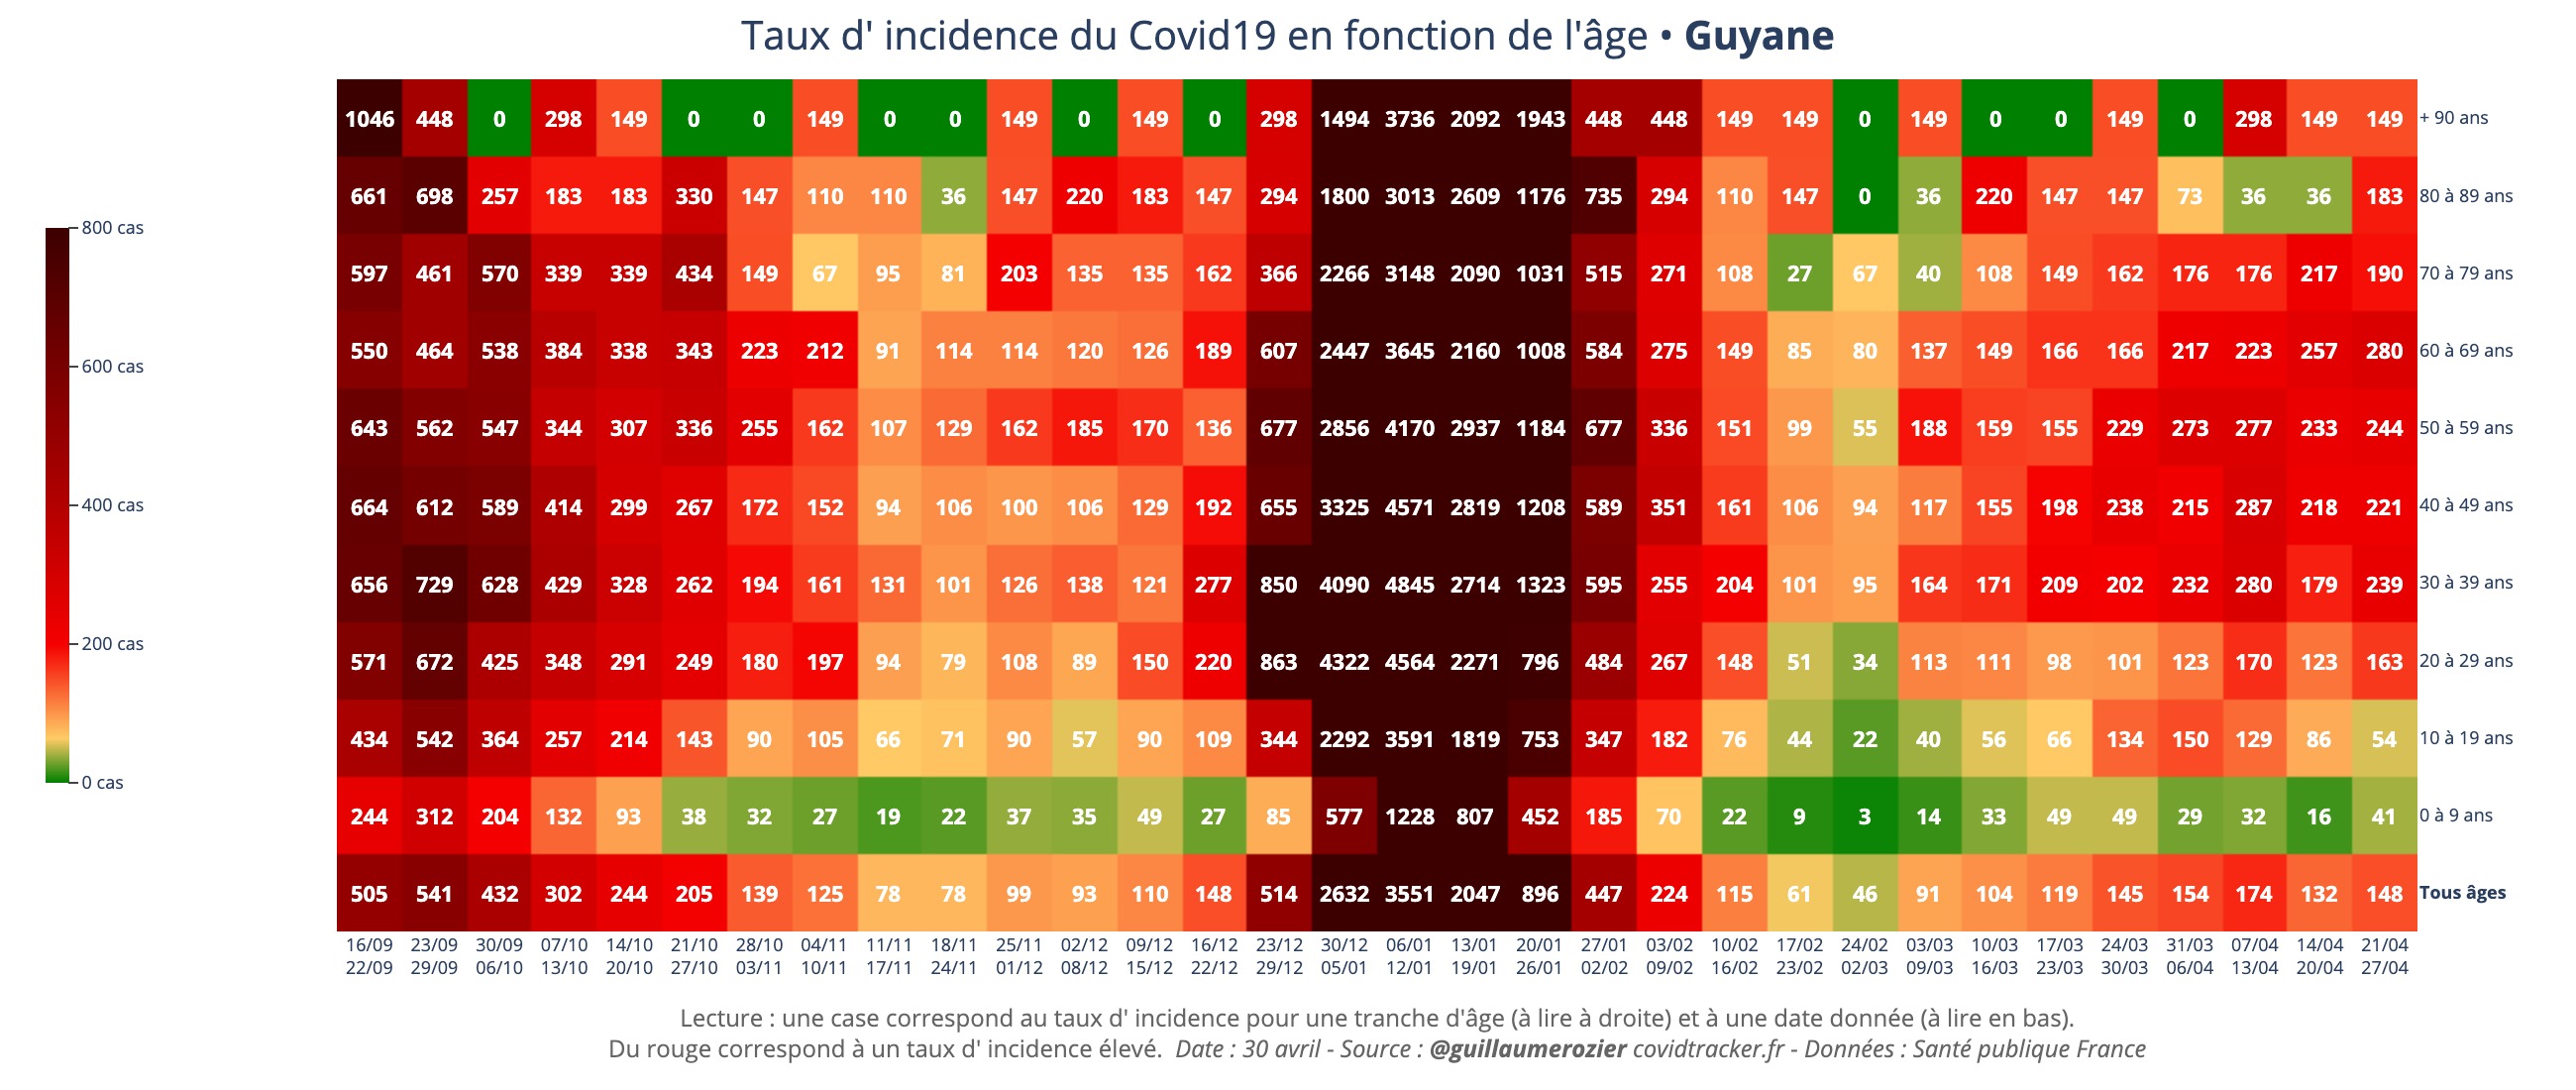 Taux d' incidence du Covid19 en fonction de l'âge • Guyane
800 cas
600 cas
400 cas
200 cas
0 cas
1046 448 0 298 149 0 0 149 0 0 149 0 149 0 298 1494 3736 2092 1943 448 448 149 149 0 149 0 0 149 0 298 149 149 + 90 ans
661 698 257 183 183 330 147 110 110 36 147 220 183 147 294 1800 3013 2609 1176 735 294 110 147 0 36 220 147 147 73 36 36 183 80 à 89 ans
597 461 570 339 339 434 149 67 95 81 203 135 135 162 366 2266 3148 2090 1031 515 271 108 27 67 40 108 149 162 176 176 217 190 70 à 79 ans
550 464 538 384 338 343 223 212 91 114 114 120 126 189 607 2447 3645 2160 1008 584 275 149 85 80 137 149 166 166 217 223 257 280 60 à 69 ans
643 562 547 344 307 336 255 162 107 129 162 185 170 136 677 2856 4170 2937 1184 677 336 151 99 55 188 159 155 229 273 277 233 244 50 à 59 ans
664 612 589 414 299 267 172 152 94 106 100 106 129 192 655 3325 4571 2819 1208 589 351 161 106 94 117 155 198 238 215 287 218 221 40 à 49 ans
656 729 628 429 328 262 194 161 131 101 126 138 121 277 850 4090 4845 2714 1323 595 255 204 101 95 164 171 209 202 232 280 179 239 30 à 39 ans
571 672 425 348 291 249 180 197 94 79 108 89 150 220 863 4322 4564 2271 796 484 267 148 51 34 113 111 98 101 123 170 123 163 20 à 29 ans
434 542 364 257 214 143 90 105 66 71 90 57 90 109 344 2292 3591 1819 753 347 182 76 44 22 40 56 66 134 150 129 86 54 10 à 19 ans
244 312 204 132 93 38 32 27 19 22 37 35 49 27 85 577 1228 807 452 185 70 22 9 3 14 33 49 49 29 32 16 41 0 à 9 ans
505 541 432 302 244 205 139 125 78 78 99 93 110 148 514 2632 3551 2047 896 447 224 115 61 46 91 104 119 145 154 174 132 148 Tous âges
16/09 23/09 30/09 07/10 14/10 21/10 28/10 04/11 11/11 18/11 25/11 02/12 09/12 16/12 23/12 30/12 06/01 13/01 20/01 27/01 03/02 10/02 17/02 24/02 03/03 10/03 17/03 24/03 31/03 07/04 14/04 21/04
22/09 29/09 06/10 13/10 20/10 27/10 03/11 10/11 17/11 24/11 01/12 08/12 15/12 22/12 29/12 05/01 12/01 19/01 26/01 02/02 09/02 16/02 23/02 02/03 09/03 16/03 23/03 30/03 06/04 13/04 20/04 27/04
Lecture : une case correspond au taux d' incidence pour une tranche d'âge (à lire à droite) et à une date donnée (à lire en bas).
Du rouge correspond à un taux d' incidence élevé. Date : 30 avril - Source : @guillaumerozier covidtracker.fr - Données : Santé publique France